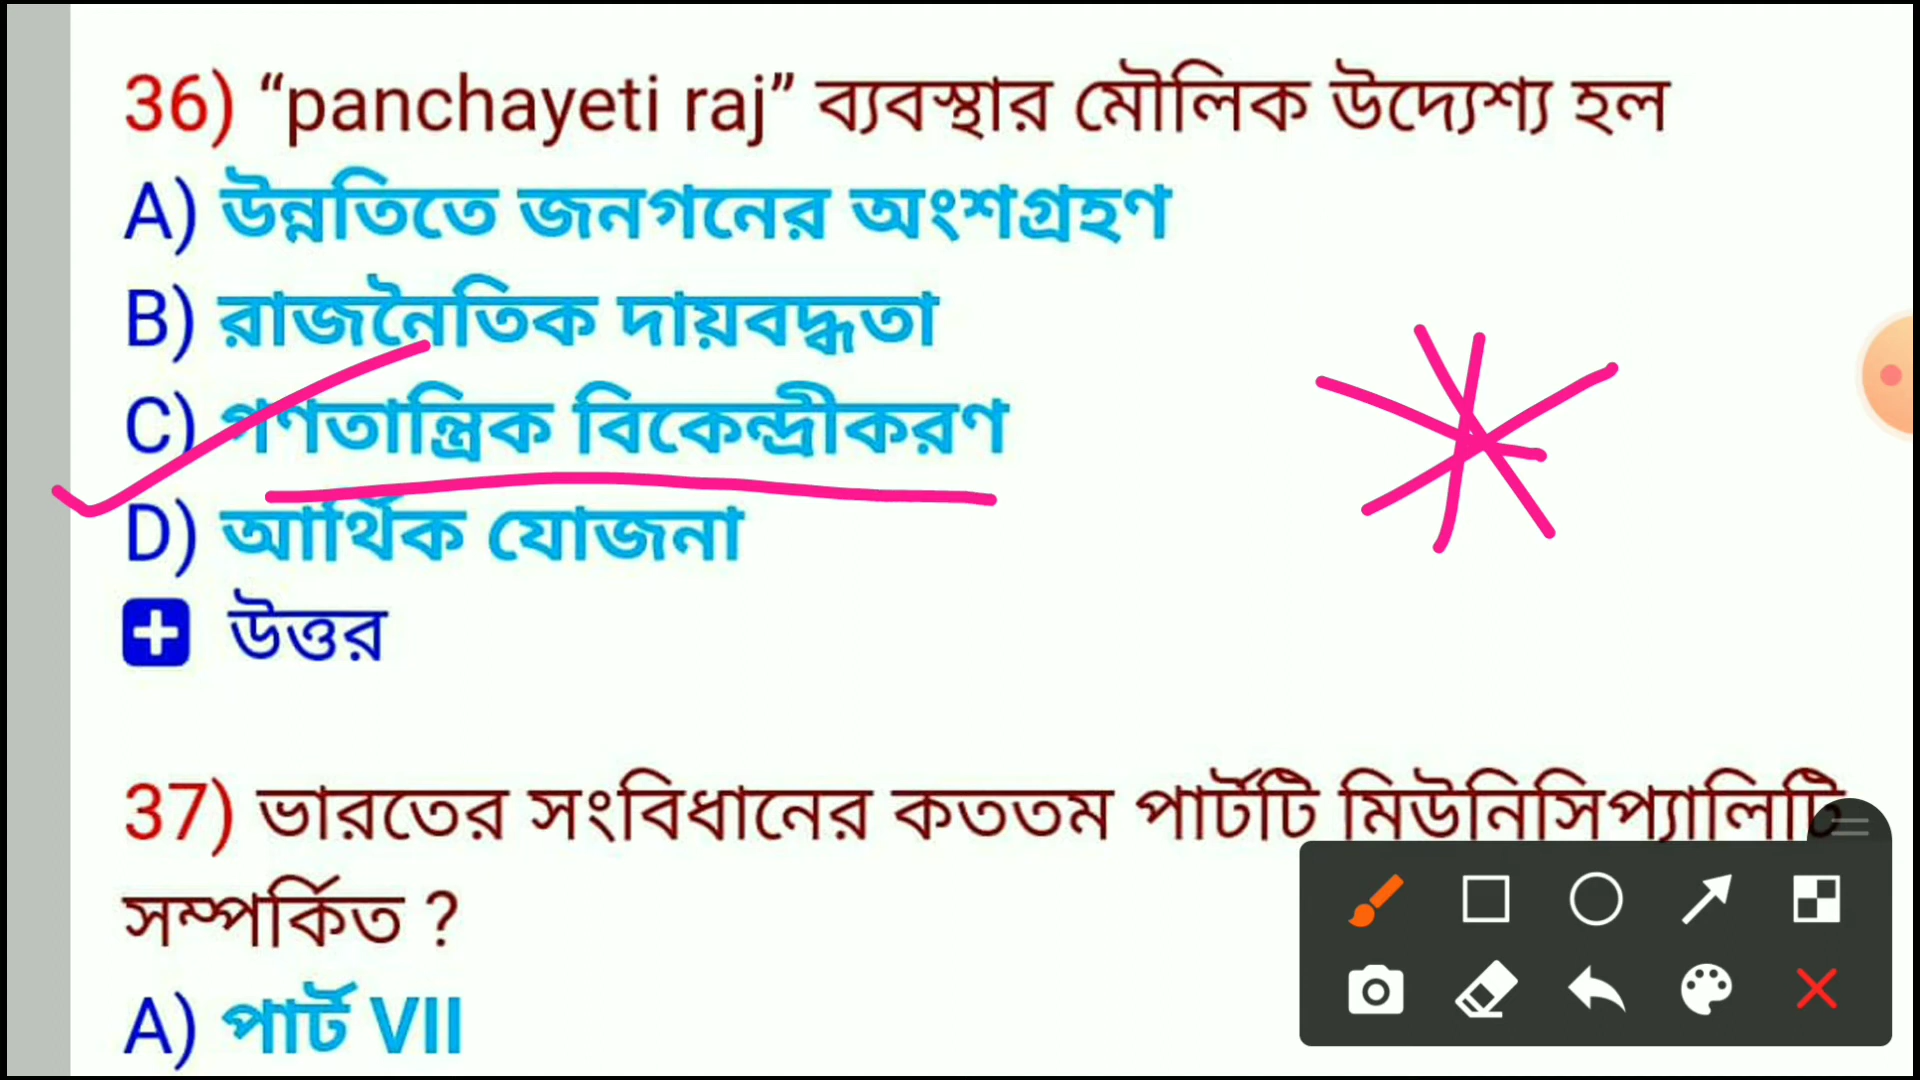 36) “panchayeti raj” ব্যবস্থার মৌলিক উদ্যেশ্য হল
A) উন্নতিতে জনগনের অংশগ্রহণ
B) রাজনৈতিক দায়বদ্ধতা
C) গণতান্ত্রিক বিকেন্দ্রীকরণ
D) আর্থিক যোজনা
উত্তর
37) ভারতের সংবিধানের কততম পার্টটি মিউনিসিপ্যালিটি
সম্পর্কিত ?
A) পার্ট VII